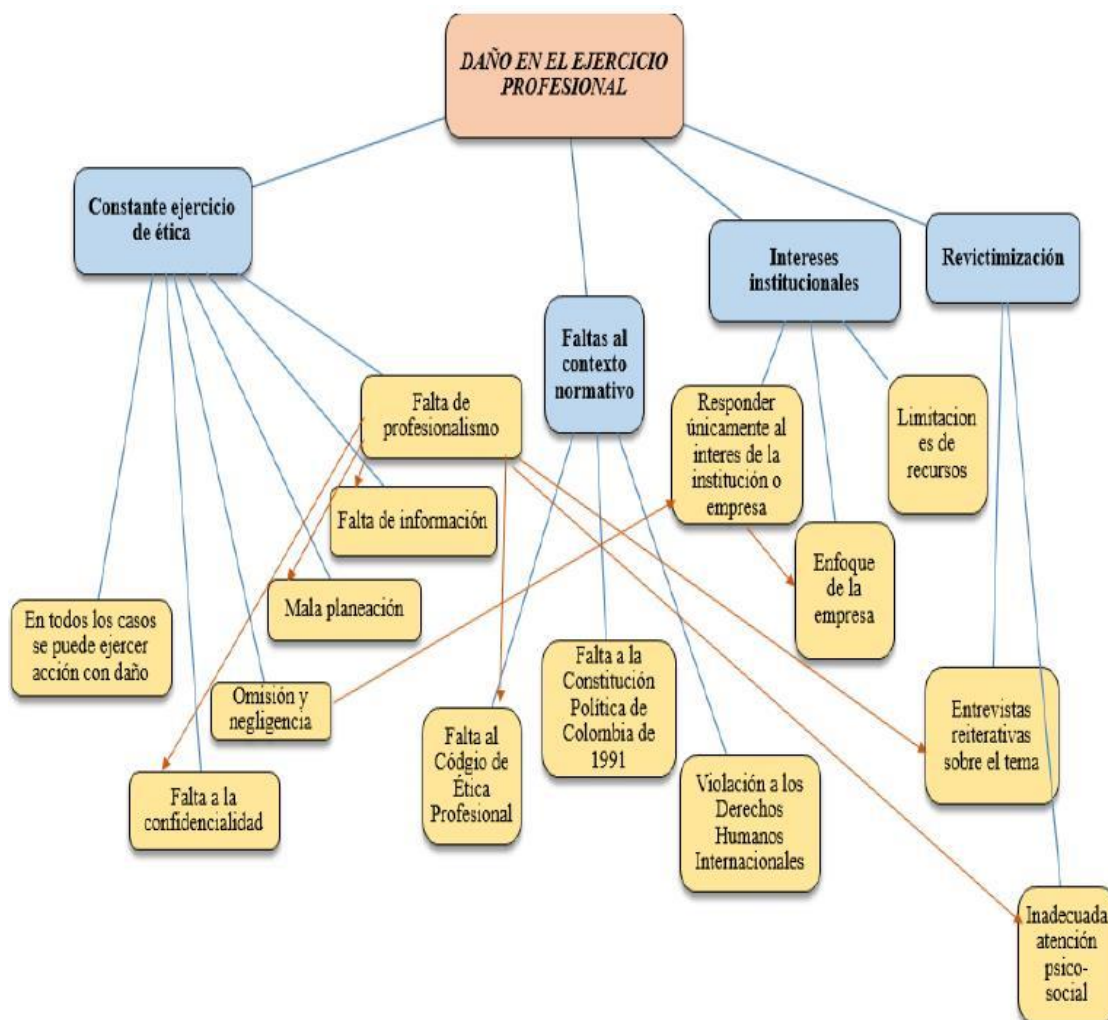 DAÑO EN EL EJERCICIO
PROFESIONAL
Constante ejercicio
de ética
Intereses
institucionales
Revictimización
Faltas al
contexto
normativo
Falta de
profesionalismo
Responder
únicamente al
interes de la
institución o
empresa
Limitacion
es de
recursos
Falta de información
Enfoque
de la
empresa
Mala planeación
En todos los casos
se puede ejercer
acción con daño
Omisión y
negligencia
Falta a la
Constitución
Política de
Colombia de
1991
Entrevistas
reiterativas
sobre el tema
Falta al
Códgio de
Ética
Profesional
Falta a la
confidencialidad
Violación a los
Derechos
Humanos
Internacionales
Inadecuada
atención
psico-
social